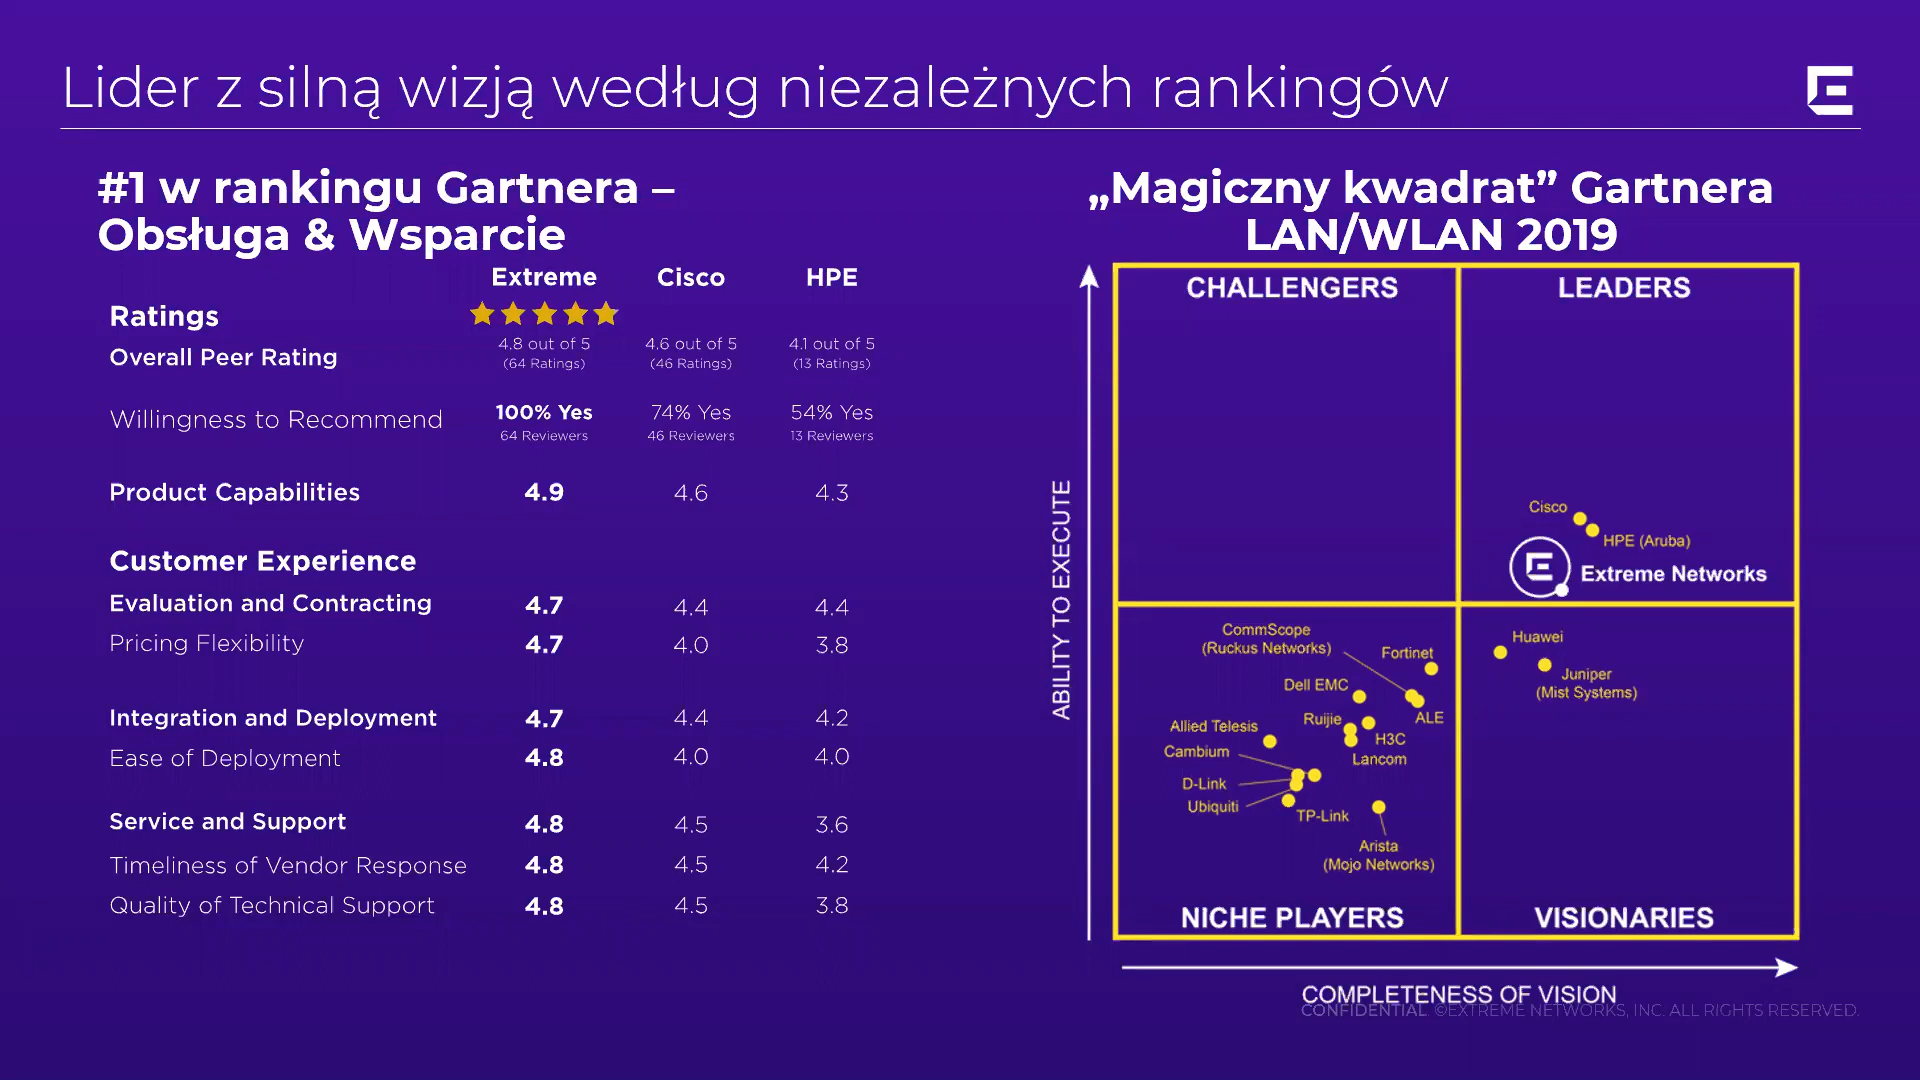 Lider z silną wizją według niezależnych rankingów
#1 w rankingu Gartnera –
Obsługa & Wsparcie
Extreme Cisco HPE
Ratings
Overall Peer Rating
4.8 out of 5 4.6 out of 5 4.1 out of 5
(64 Ratings) (46 Ratings) (13 Ratings)
Willingness to Recommend
100% Yes 74% Yes 54% Yes
64 Reviewers 46 Reviewers 13 Reviewers
Product Capabilities 4.9 4.6 4.3
Customer Experience
Evaluation and Contracting 4.7 4.4 4.4
Pricing Flexibility 4.7 4.0 3.8
Integration and Deployment 4.7 4.4 4.2
Ease of Deployment 4.8 4.0 4.0
Service and Support 4.8 4.5 3.6
Timeliness of Vendor Response 4.8 4.5 4.2
Quality of Technical Support 4.8 4.5 3.8
„Magiczny kwadrat” Gartnera
LAN/WLAN 2019
CHALLENGERS LEADERS
ABILITY TO EXECUTE
Cisco
HPE (Aruba)
Extreme Networks
CommScope
(Ruckus Networks)
Fortinet
Dell EMC
ALE
Ruijie
H3C
Allied Telesis
Lancom
Cambium
D-Link
Ubiquiti
TP-Link
Arista
(Mojo Networks)
Huawei
Juniper
(Mist Systems)
NICHE PLAYERS VISIONARIES
COMPLETENESS OF VISION
CONFIDENTIAL ©EXTREME NETWORKS, INC. ALL RIGHTS RESERVED.